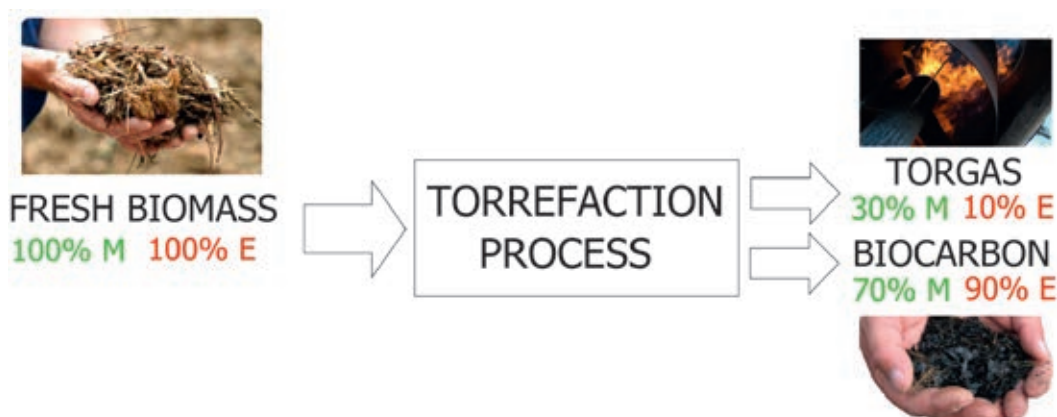 FRESH BIOMASS
100% M 100% E
TORREFACTION
PROCESS
TORGAS
30% M 10% E
BIOCARBON
70% M 90% E